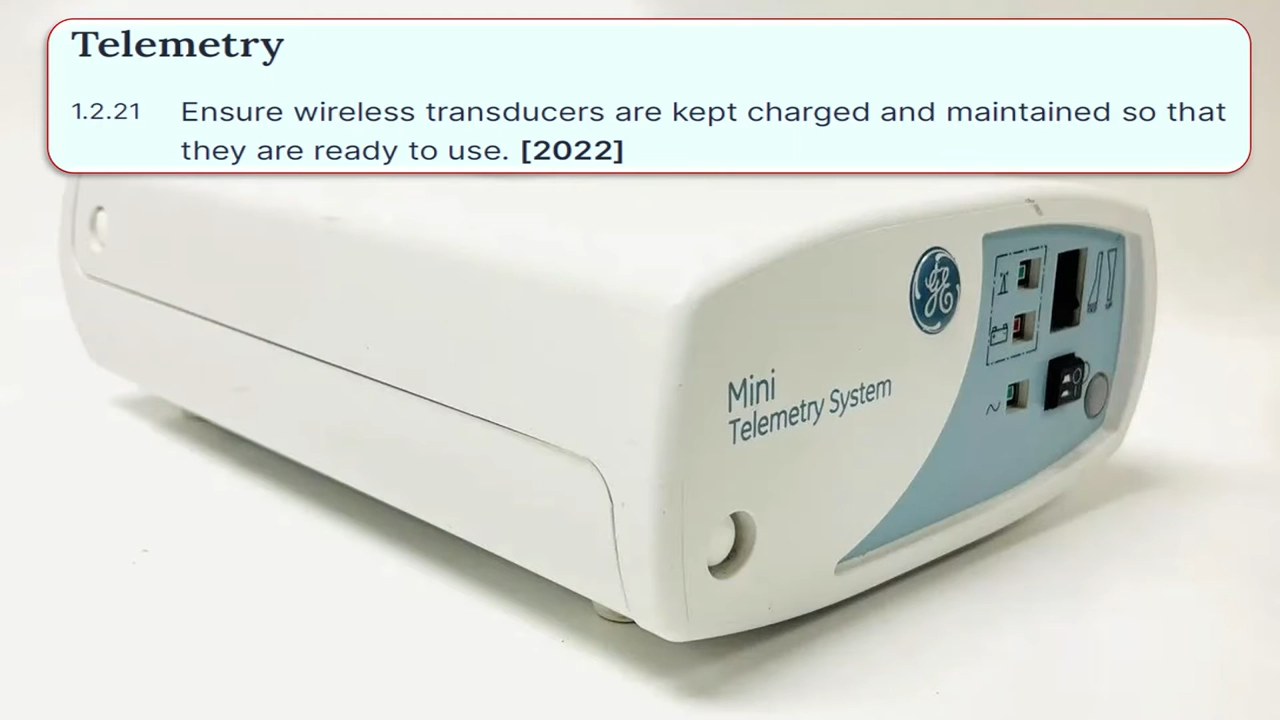 Telemetry
1.2.21 Ensure wireless transducers are kept charged and maintained so that
they are ready to use. [2022]
GE
Mini
Telemetry System